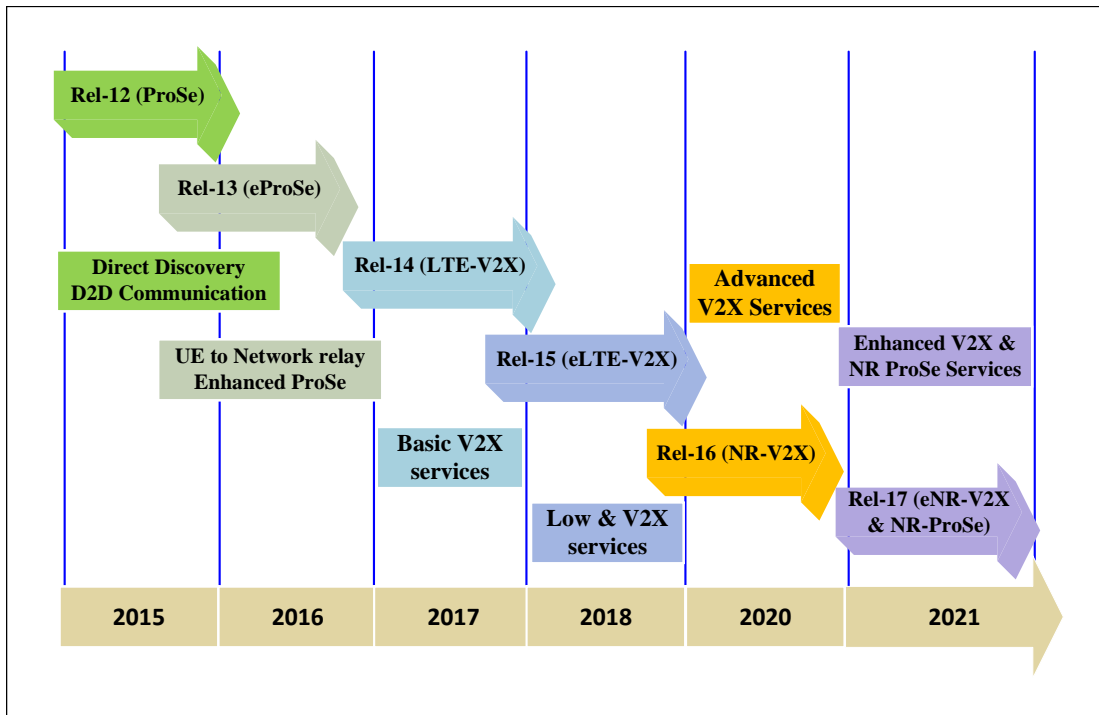 Rel-12 (ProSe)
Rel-13 (eProSe)
Direct Discovery
D2D Communication
Rel-14 (LTE-V2X)
Advanced
V2X Services
UE to Network relay
Enhanced ProSe
Rel-15 (eLTE-V2X)
Enhanced V2X &
NR ProSe Services
Basic V2X
services
Rel-16 (NR-V2X)
Rel-17 (eNR-V2X
& NR-ProSe)
Low & V2X
services
2015
2016
2017
2018
2020
2021